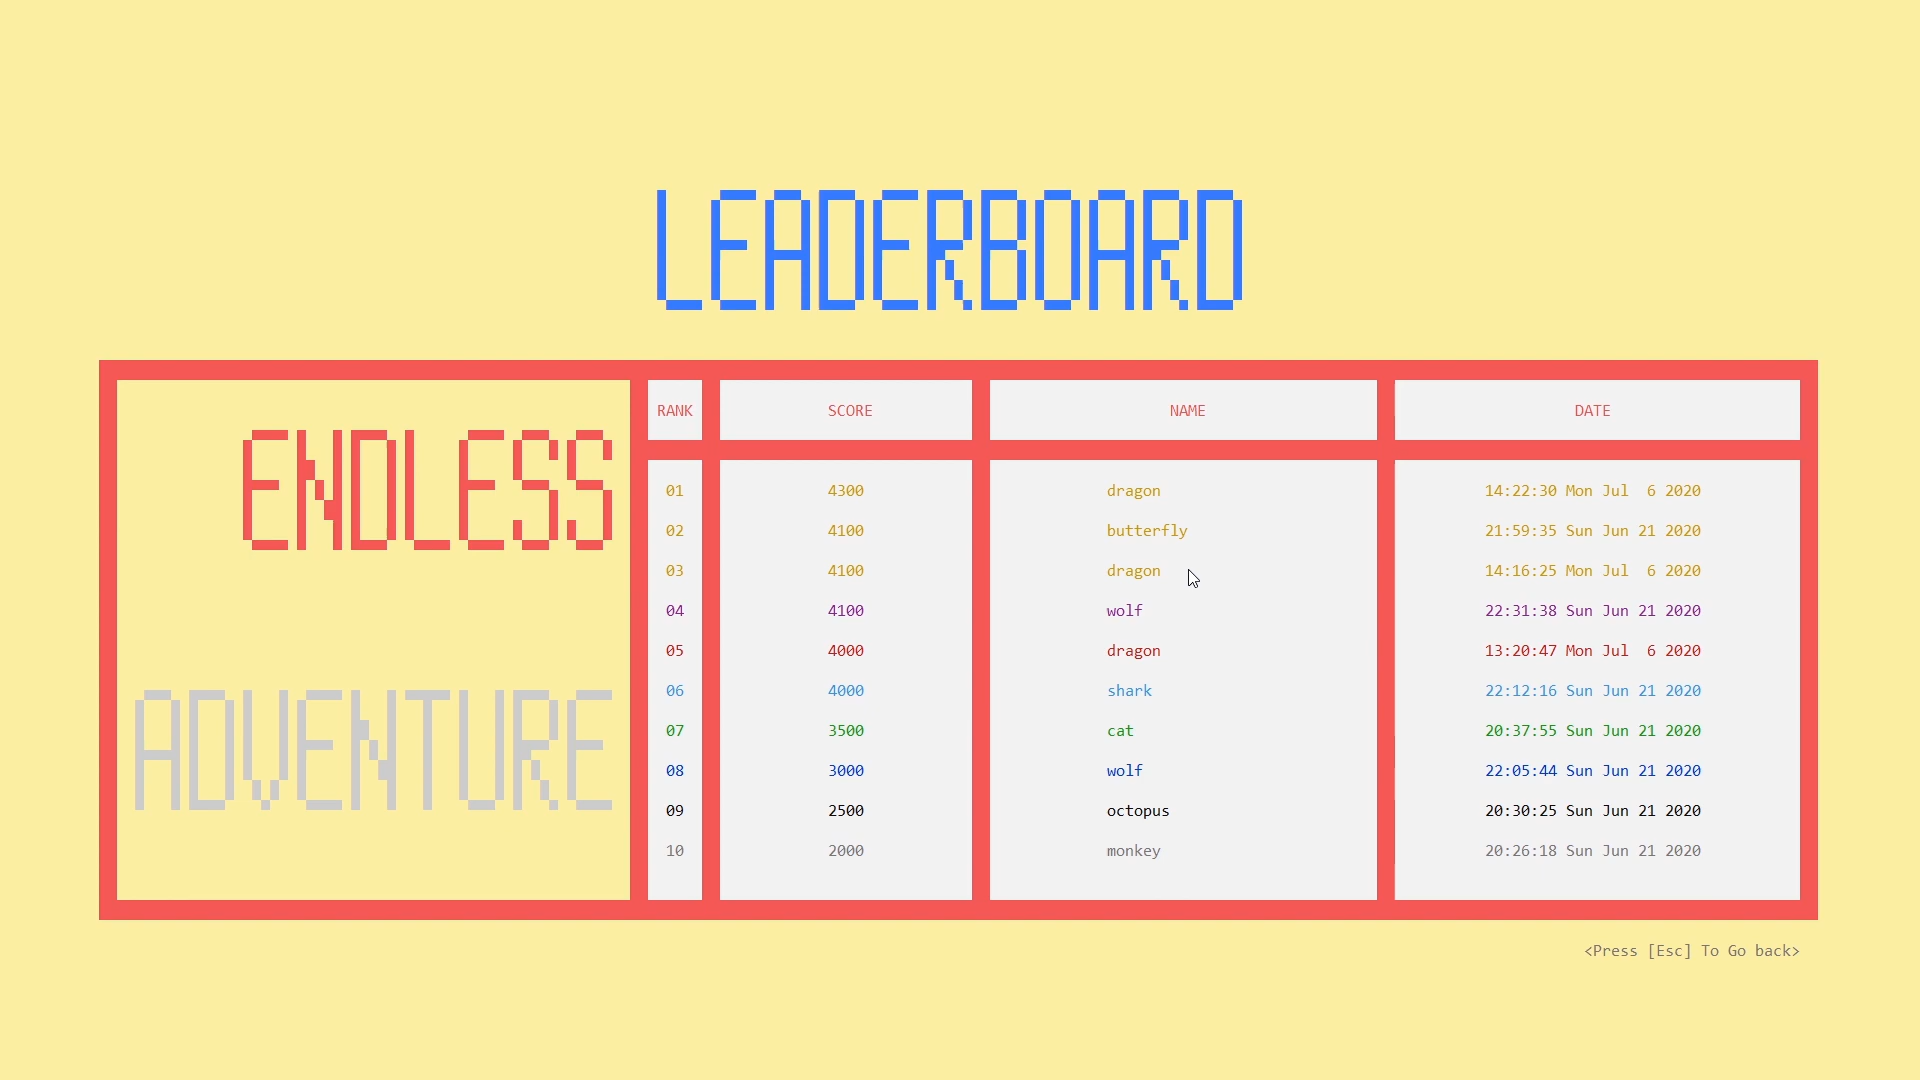 LEADERBOARD
ENDLESS
ADVENTURE
RANK SCORE NAME DATE
01 4300 dragon 14:22:30 Mon Jul  6 2020
02 4100 butterfly 21:59:35 Sun Jun 21 2020
03 4100 dragon 14:16:25 Mon Jul  6 2020
04 4100 wolf 22:31:38 Sun Jun 21 2020
05 4000 dragon 13:20:47 Mon Jul  6 2020
06 4000 shark 22:12:16 Sun Jun 21 2020
07 3500 cat 20:37:55 Sun Jun 21 2020
08 3000 wolf 22:05:44 Sun Jun 21 2020
09 2500 octopus 20:30:25 Sun Jun 21 2020
10 2000 monkey 20:26:18 Sun Jun 21 2020
<Press [Esc] To Go back>